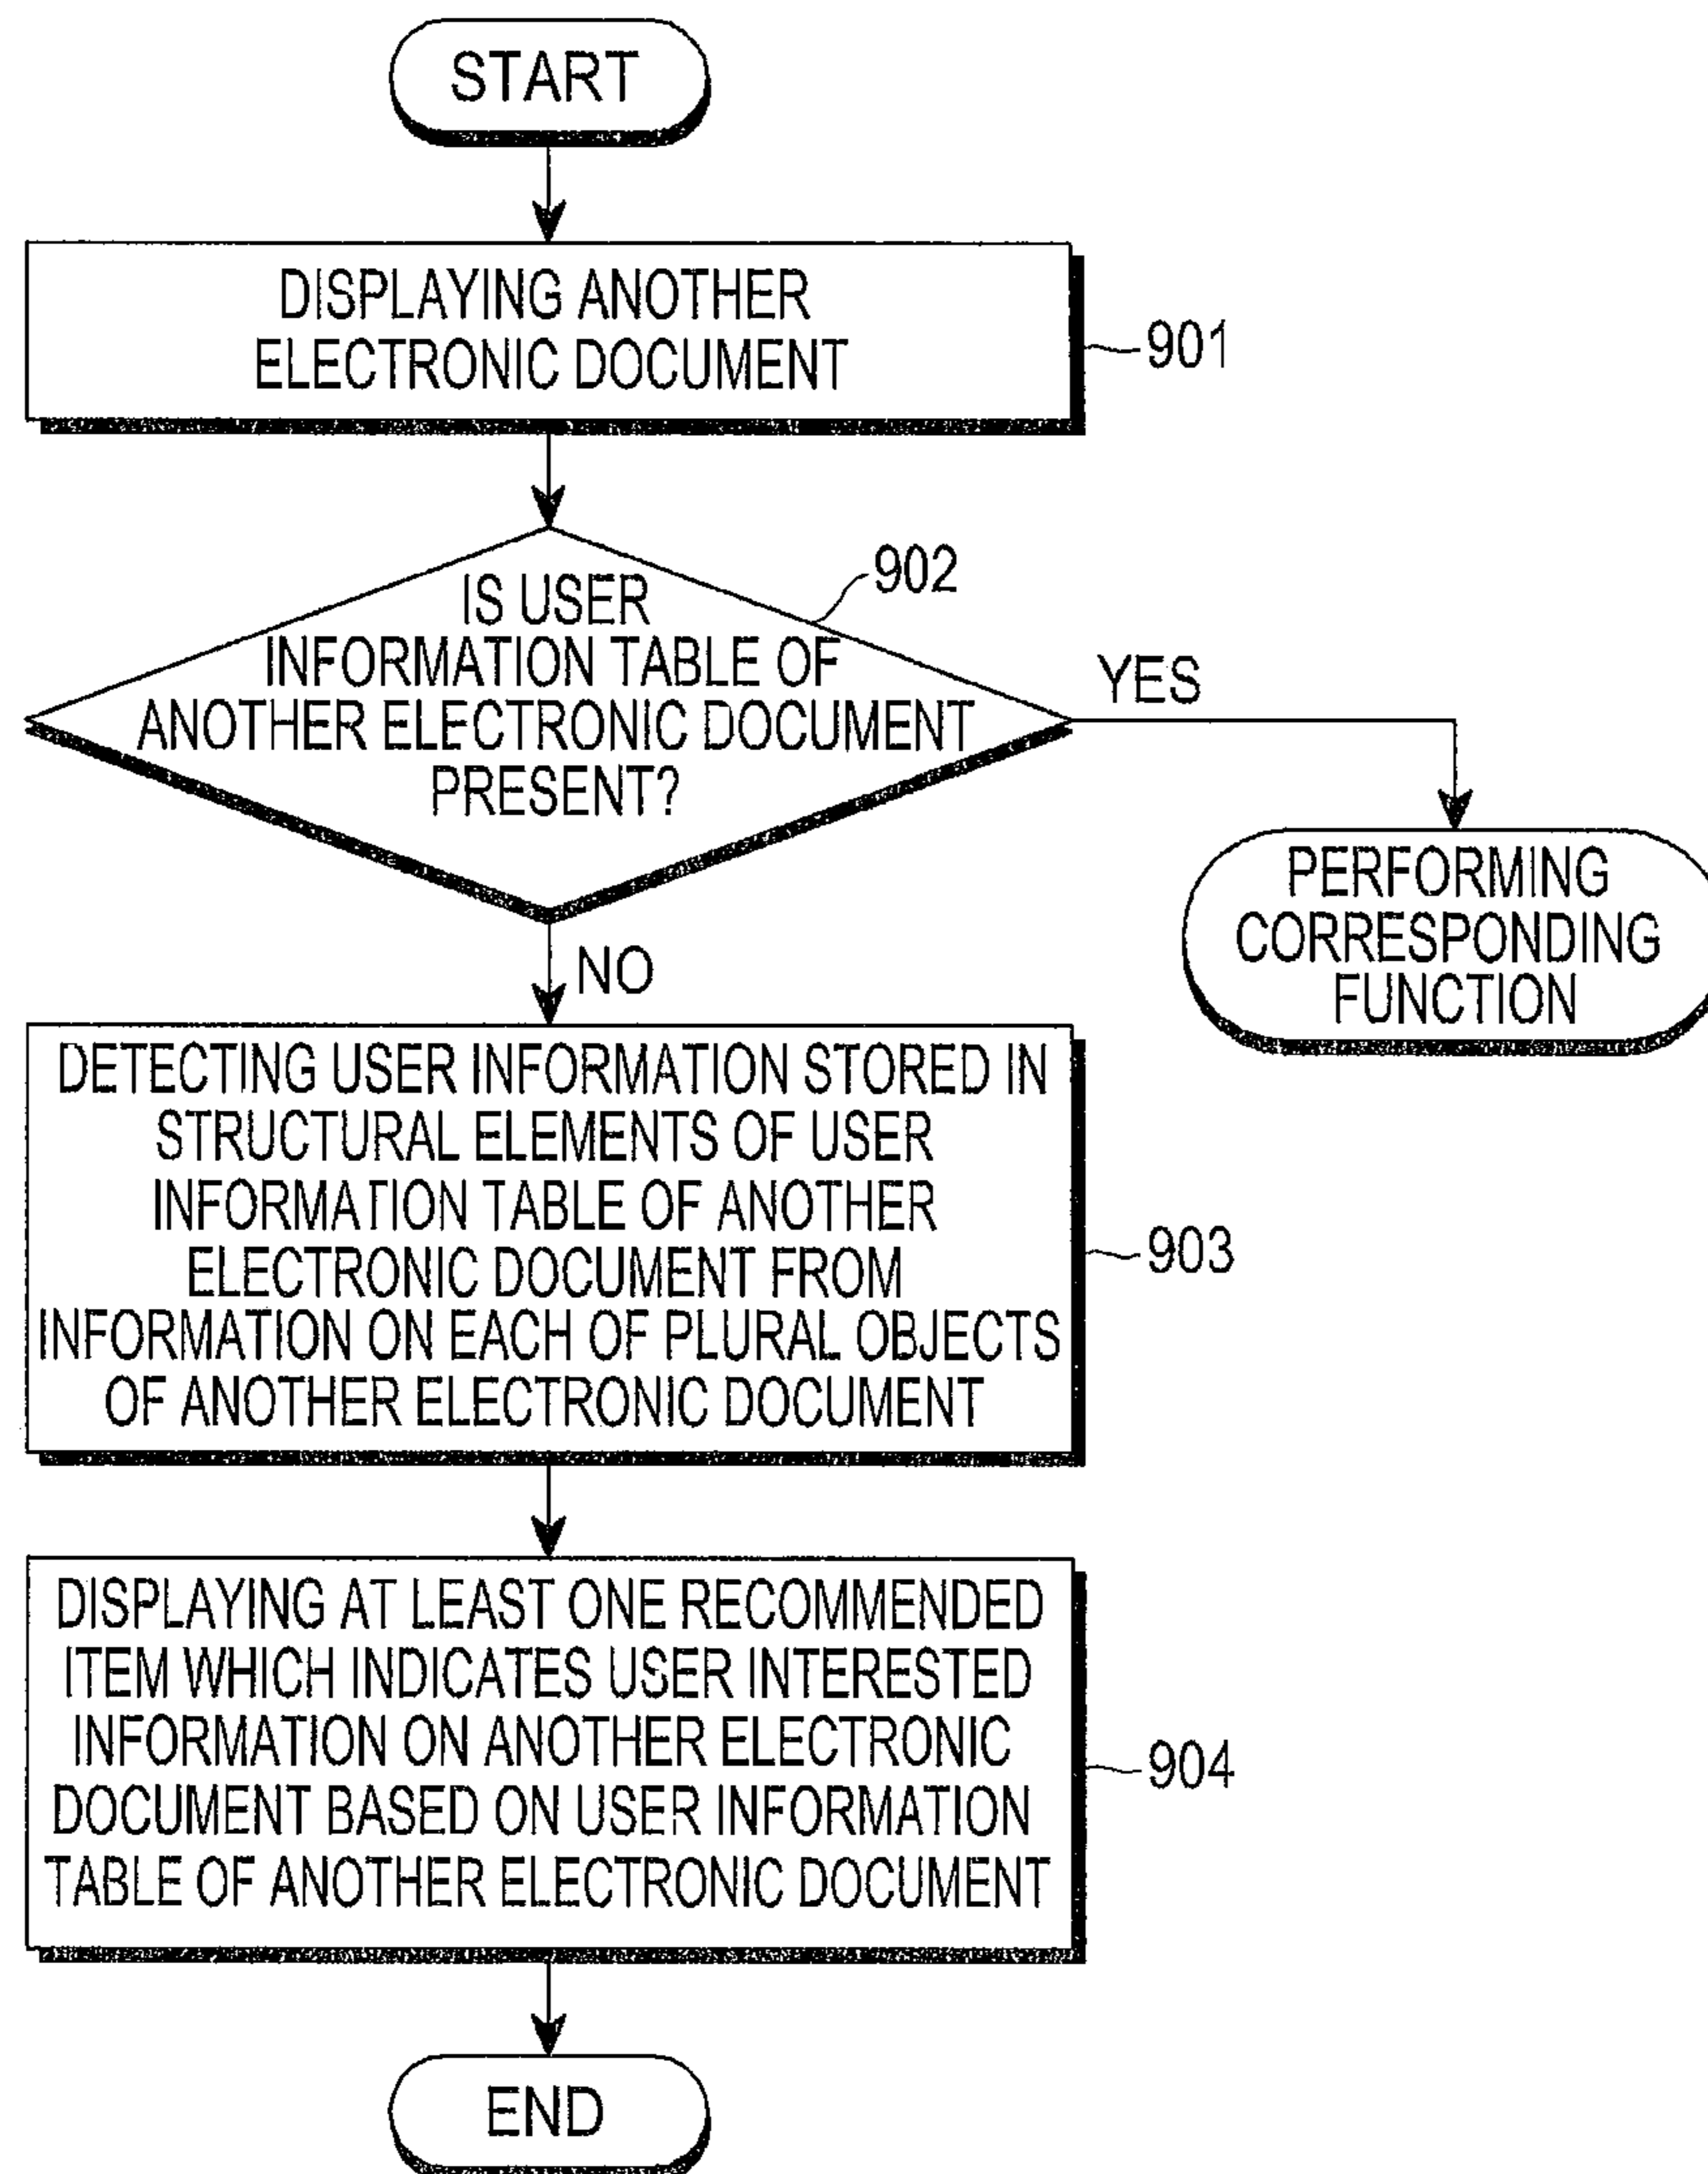 START
DISPLAYING ANOTHER
ELECTRONIC DOCUMENT
901
902
IS USER
INFORMATION TABLE OF
ANOTHER ELECTRONIC DOCUMENT
PRESENT?
YES
PERFORMING
CORRESPONDING
FUNCTION
NO
DETECTING USER INFORMATION STORED IN
STRUCTURAL ELEMENTS OF USER
INFORMATION TABLE OF ANOTHER
ELECTRONIC DOCUMENT FROM
INFORMATION ON EACH OF PLURAL OBJECTS
OF ANOTHER ELECTRONIC DOCUMENT
903
DISPLAYING AT LEAST ONE RECOMMENDED
ITEM WHICH INDICATES USER INTERESTED
INFORMATION ON ANOTHER ELECTRONIC
DOCUMENT BASED ON USER INFORMATION
TABLE OF ANOTHER ELECTRONIC DOCUMENT
904
END